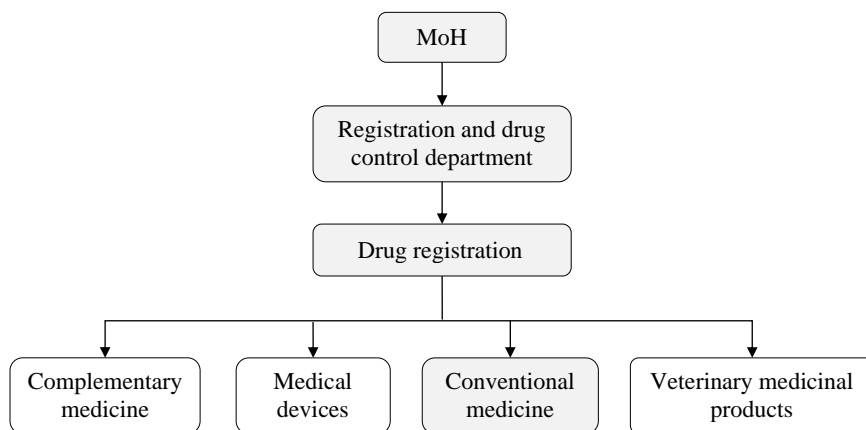 MoH
Registration and drug
control department
Drug registration
Complementary
medicine
Medical
devices
Conventional
medicine
Veterinary medicinal
products